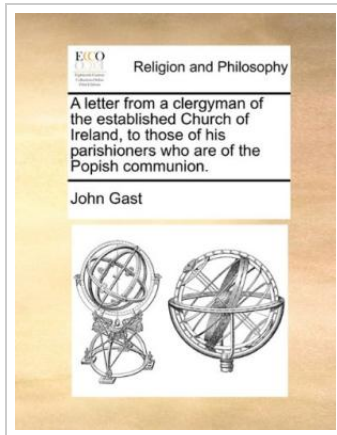 ECCO
Religion and Philosophy
A letter from a clergyman of
the established Church of
Ireland, to those of his
parishioners who are of the
Popish communion.
John Gast